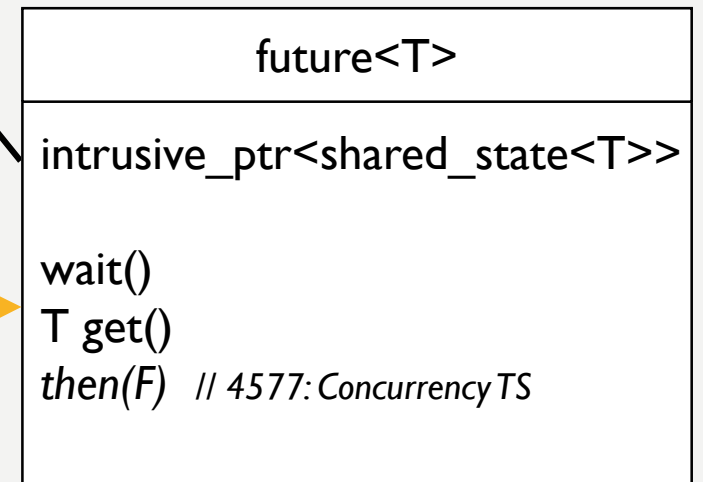 future<T>
intrusive_ptr<shared_state<T>>
wait()
T get()
then(F) // 4577: Concurrency TS